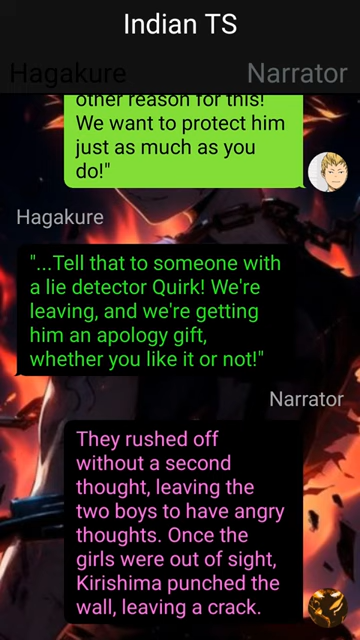 Indian TS
Hagakure
Narrator
other reason for this!
We want to protect him
just as much as you
do!"
Hagakure
"...Tell that to someone with
a lie detector Quirk! We're
leaving, and we're getting
him an apology gift,
whether you like it or not!"
Narrator
They rushed off
without a second
thought, leaving the
two boys to have angry
thoughts. Once the
girls were out of sight,
Kirishima punched the
wall, leaving a crack.